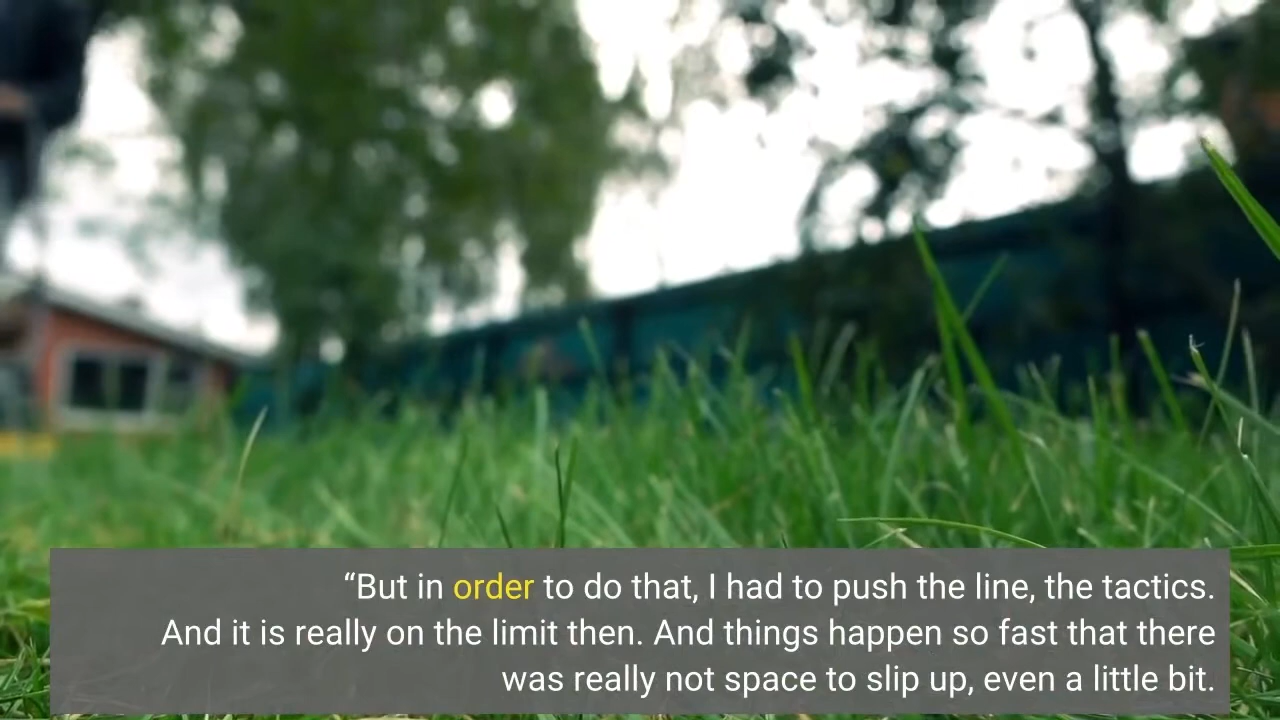 “But in order to do that, I had to push the line, the tactics.
And it is really on the limit then. And things happen so fast that there
was really not space to slip up, even a little bit.